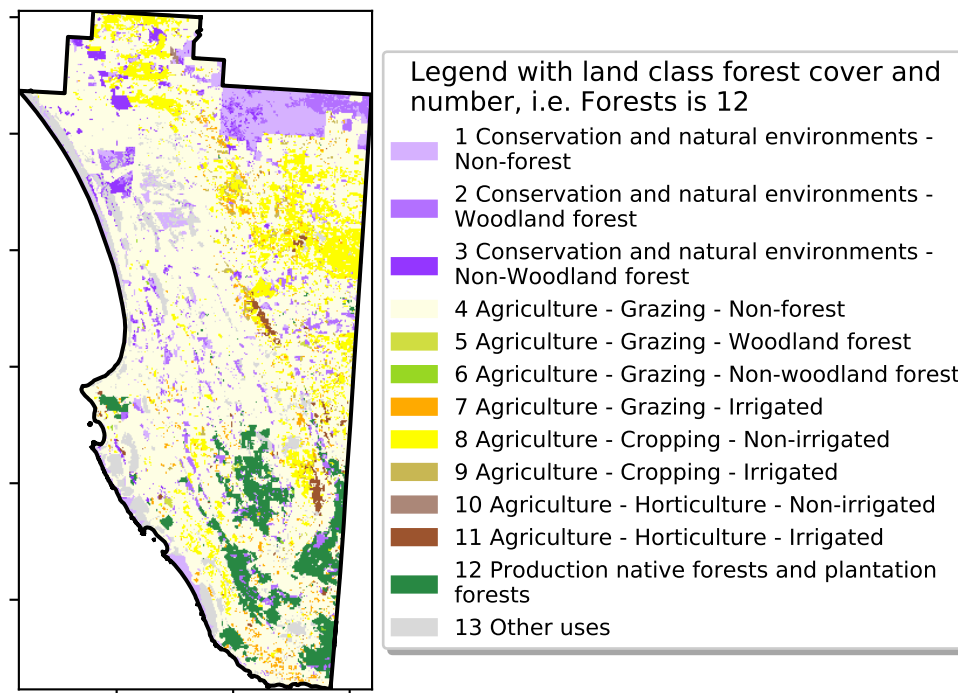 Legend with land class forest cover and
number, i.e. Forests is 12
1 Conservation and natural environments -
Non-forest
2 Conservation and natural environments -
Woodland forest
3 Conservation and natural environments -
Non-Woodland forest
4 Agriculture - Grazing - Non-forest
5 Agriculture - Grazing - Woodland forest
6 Agriculture - Grazing - Non-woodland forest
7 Agriculture - Grazing - Irrigated
8 Agriculture - Cropping - Non-irrigated
9 Agriculture - Cropping - Irrigated
10 Agriculture - Horticulture - Non-irrigated
11 Agriculture - Horticulture - Irrigated
12 Production native forests and plantation
forests
13 Other uses